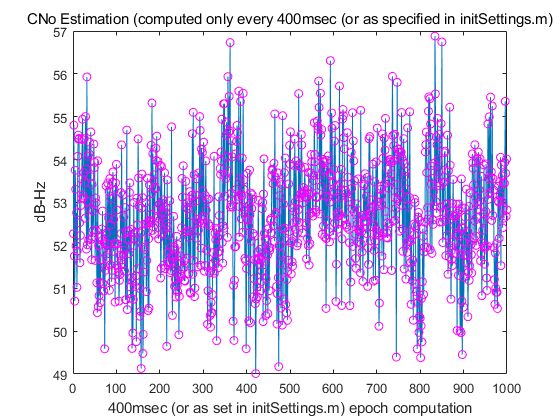 CNo Estimation (computed only every 400msec (or as specified in initSettings.m)
57
56
55
54
53
52
51
50
49
dB-Hz
0 100 200 300 400 500 600 700 800 900 1000
400msec (or as set in initSettings.m) epoch computation